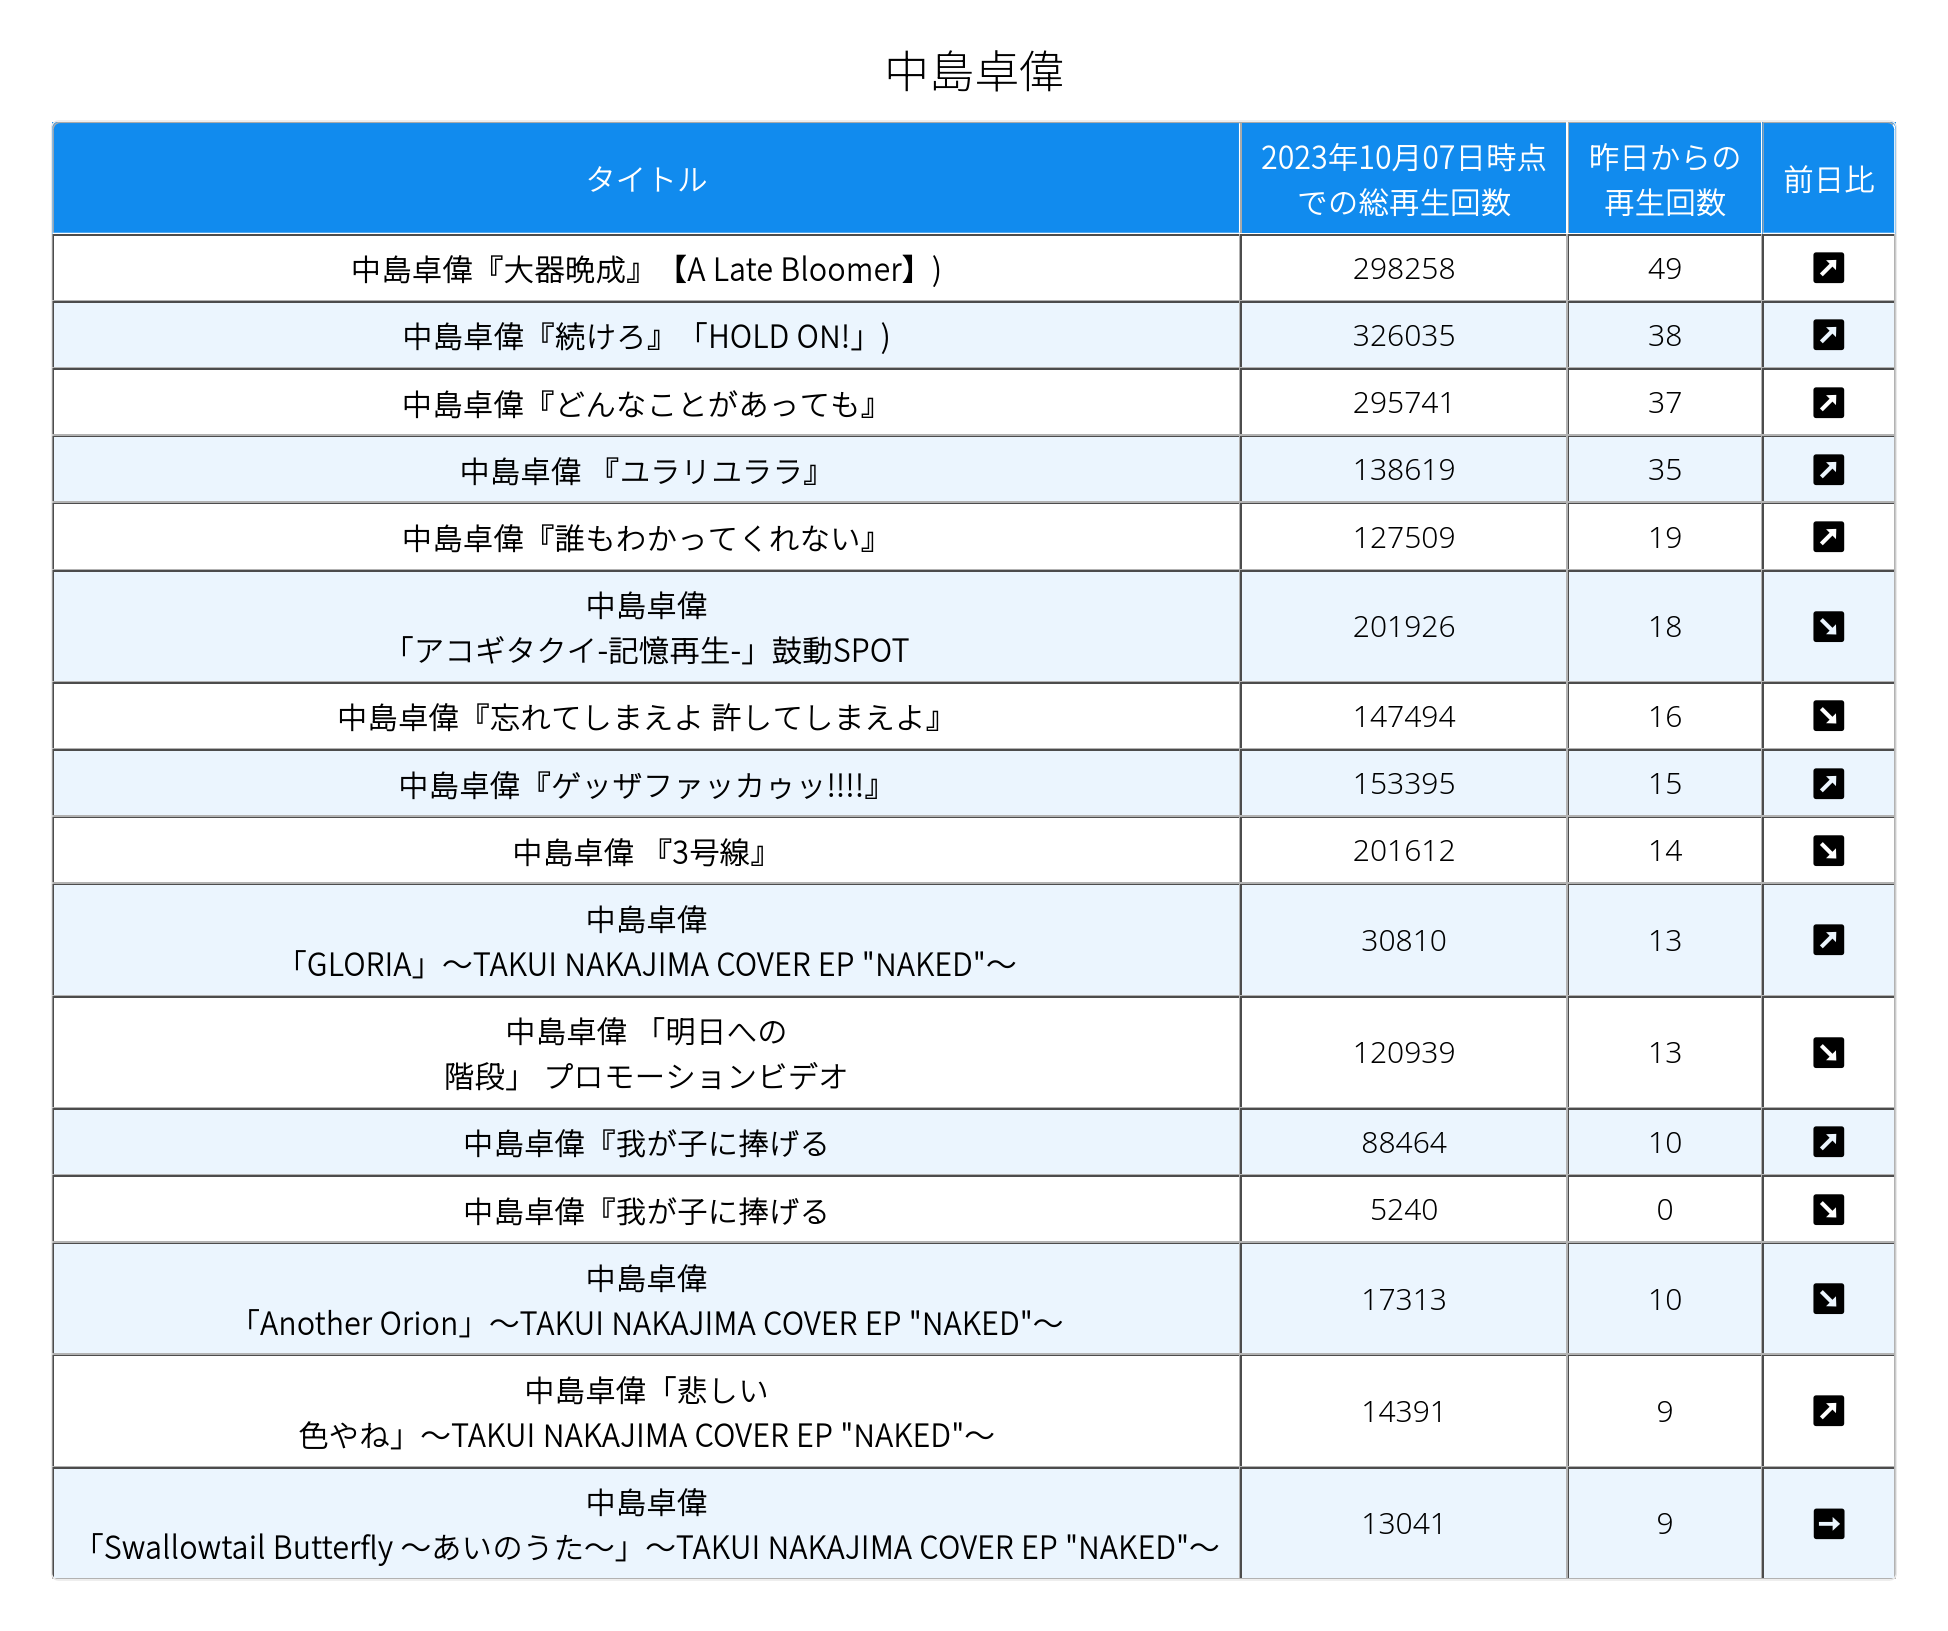 中島卓偉
タイトル
2023年10月07日時点
での総再生回数
昨日からの
再生回数
前日比
中島卓偉『大器晩成』【A Late Bloomer】)
298258
49
中島卓偉『続けろ』「HOLD ON!」)
326035
38
中島卓偉『どんなことがあっても』
295741
37
中島卓偉 『ユラリユララ』
138619
35
中島卓偉『誰もわかってくれない』
127509
19
中島卓偉
「アコギタクイ-記憶再生-」鼓動SPOT
201926
18
中島卓偉『忘れてしまえよ 許してしまえよ』
147494
16
中島卓偉『ゲッザファッカゥッ!!!!』
153395
15
中島卓偉 『3号線』
201612
14
中島卓偉
「GLORIA」～TAKUI NAKAJIMA COVER EP "NAKED"～
30810
13
中島卓偉 「明日への
階段」 プロモーションビデオ
120939
13
中島卓偉『我が子に捧げる
88464
10
中島卓偉『我が子に捧げる
5240
0
中島卓偉
「Another Orion」～TAKUI NAKAJIMA COVER EP "NAKED"～
17313
10
中島卓偉「悲しい
色やね」～TAKUI NAKAJIMA COVER EP "NAKED"～
14391
9
中島卓偉
「Swallowtail Butterfly ～あいのうた～」～TAKUI NAKAJIMA COVER EP "NAKED"～
13041
9